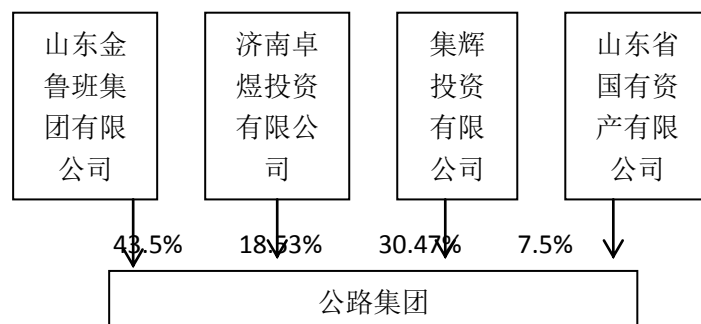 山东金
鲁班集
团有限
公司
济南卓
煜投资
有限公
司
集辉
投资
有限
公司
山东省
国有资
产有限
公司
43.5% 18.53% 30.47% 7.5%
公路集团